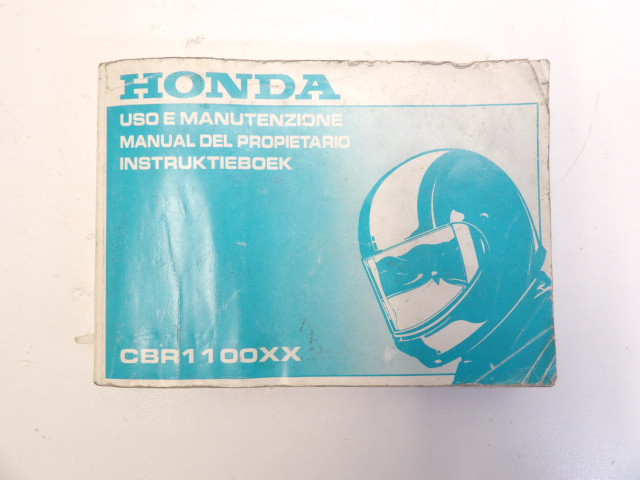 HONDA
USO E MANUTENZIONE
MANUAL DEL PROPIETARIO
INSTRUKTIEBOEK
CBR1100XX